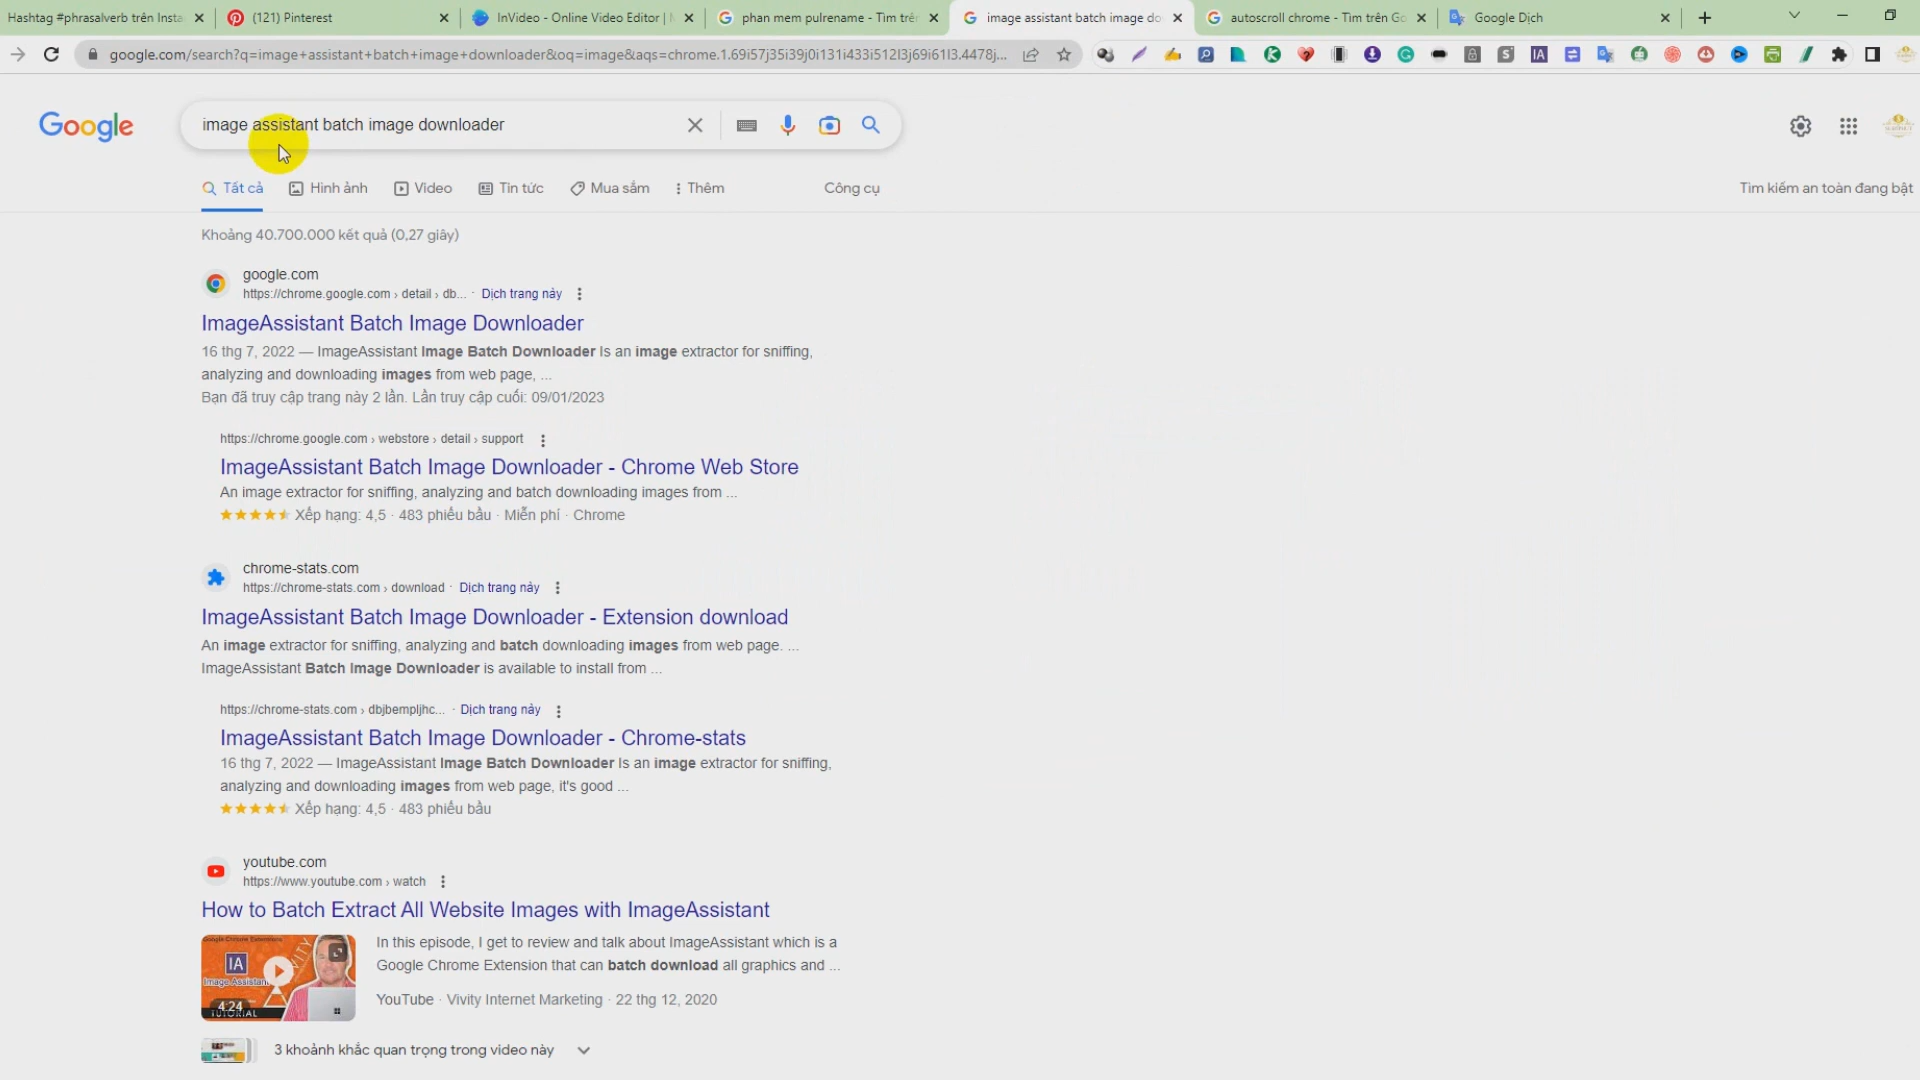 Hashtag #phrasalverb trên Insta
(121) Pinterest
InVideo - Online Video Editor |
phan mem pulrename - Tìm trê
image assistant batch image do
autoscroll chrome - Tìm trên Go
Google Dịch
google.com/search?q=image+assistant+batch+image+downloader&oq=image&aqs=chrome.1.69i57j35i39j0i131i433i512l3j69i61l3.4478j...
Google
image assistant batch image downloader
Tất cả
Hình ảnh
Video
Tin tức
Mua sắm
Thêm
Công cụ
Tìm kiếm an toàn đang bật
Khoảng 40.700.000 kết quả (0,27 giây)
google.com
https://chrome.google.com › detail › db... · Dịch trang này
ImageAssistant Batch Image Downloader
16 thg 7, 2022 — ImageAssistant Image Batch Downloader Is an image extractor for sniffing,
analyzing and downloading images from web page, ...
Bạn đã truy cập trang này 2 lần. Lần truy cập cuối: 09/01/2023
https://chrome.google.com › webstore › detail › support
ImageAssistant Batch Image Downloader - Chrome Web Store
An image extractor for sniffing, analyzing and batch downloading images from ...
Xếp hạng: 4,5 · 483 phiếu bầu · Miễn phí · Chrome
chrome-stats.com
https://chrome-stats.com › download · Dịch trang này
ImageAssistant Batch Image Downloader - Extension download
An image extractor for sniffing, analyzing and batch downloading images from web page. ...
ImageAssistant Batch Image Downloader is available to install from ...
https://chrome-stats.com › dbjbempljhc... · Dịch trang này
ImageAssistant Batch Image Downloader - Chrome-stats
16 thg 7, 2022 — ImageAssistant Image Batch Downloader Is an image extractor for sniffing,
analyzing and downloading images from web page, it's good ...
Xếp hạng: 4,5 · 483 phiếu bầu
youtube.com
https://www.youtube.com › watch
How to Batch Extract All Website Images with ImageAssistant
Google Chrome Extensions
IA
Image Assistant
4:24
TUTORIAL
In this episode, I get to review and talk about ImageAssistant which is a
Google Chrome Extension that can batch download all graphics and ...
YouTube · Vivity Internet Marketing · 22 thg 12, 2020
3 khoảnh khắc quan trọng trong video này